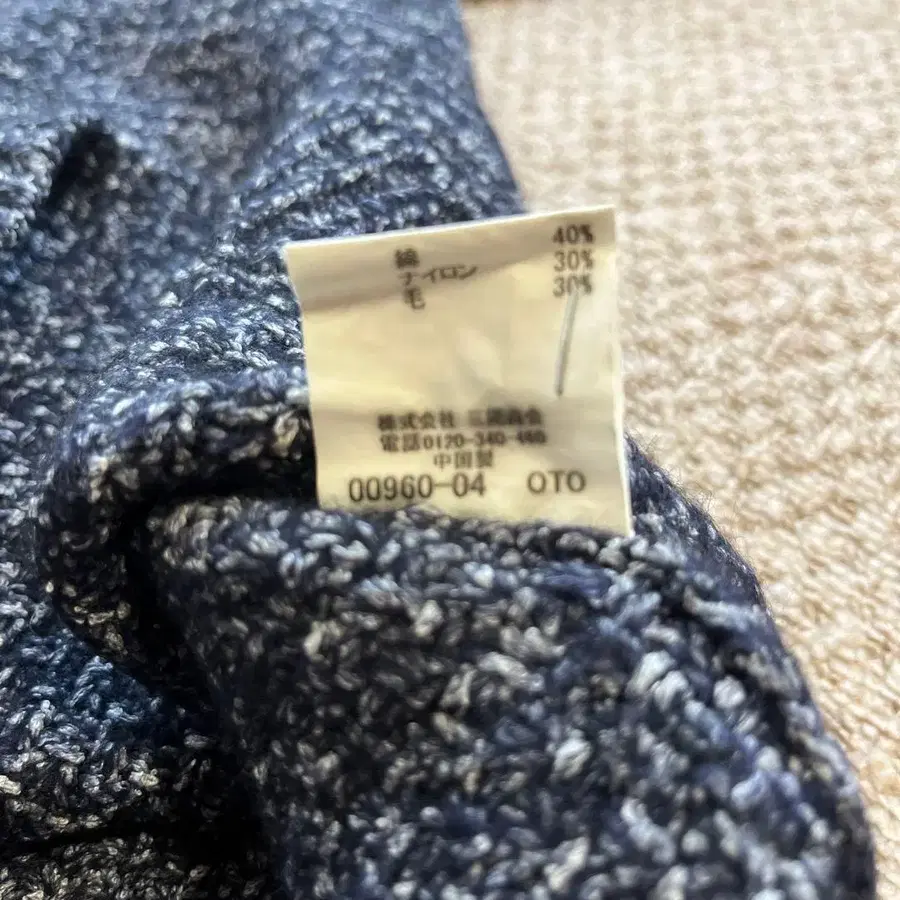 綿 40%
ナイロン 30%
毛 30%
株式会社 三陽商会
電話0120-340-460
中国製
00960-04 OTO